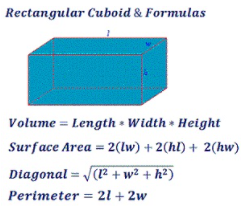 Rectangular Cuboid & Formulas
l
w
h
Volume = Length * Width * Height
Surface Area = 2(lw) + 2(hl) + 2(hw)
Diagonal = √(l² + w² + h²)
Perimeter = 2l + 2w